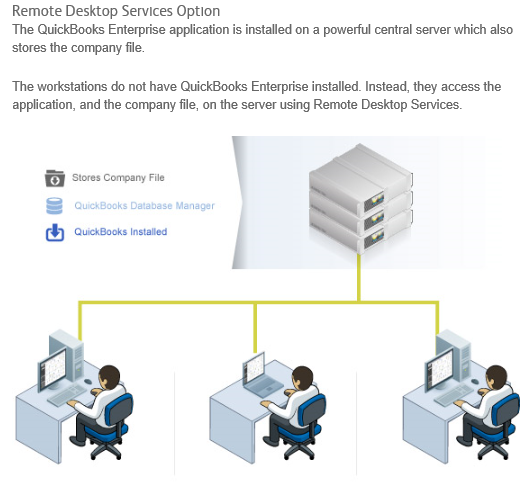 Remote Desktop Services Option
The QuickBooks Enterprise application is installed on a powerful central server which also
stores the company file.
The workstations do not have QuickBooks Enterprise installed. Instead, they access the
application, and the company file, on the server using Remote Desktop Services.
Stores Company File
QuickBooks Database Manager
QuickBooks Installed